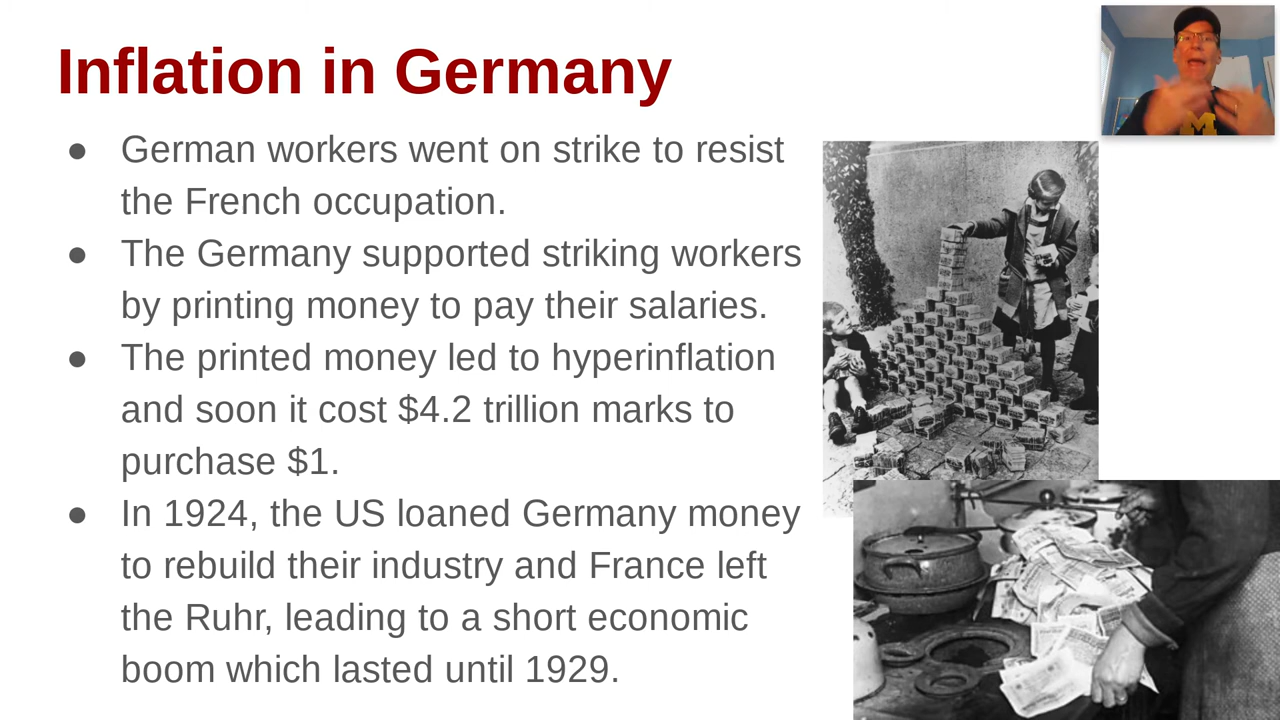 Inflation in Germany
● German workers went on strike to resist
the French occupation.
● The Germany supported striking workers
by printing money to pay their salaries.
● The printed money led to hyperinflation
and soon it cost $4.2 trillion marks to
purchase $1.
● In 1924, the US loaned Germany money
to rebuild their industry and France left
the Ruhr, leading to a short economic
boom which lasted until 1929.
M